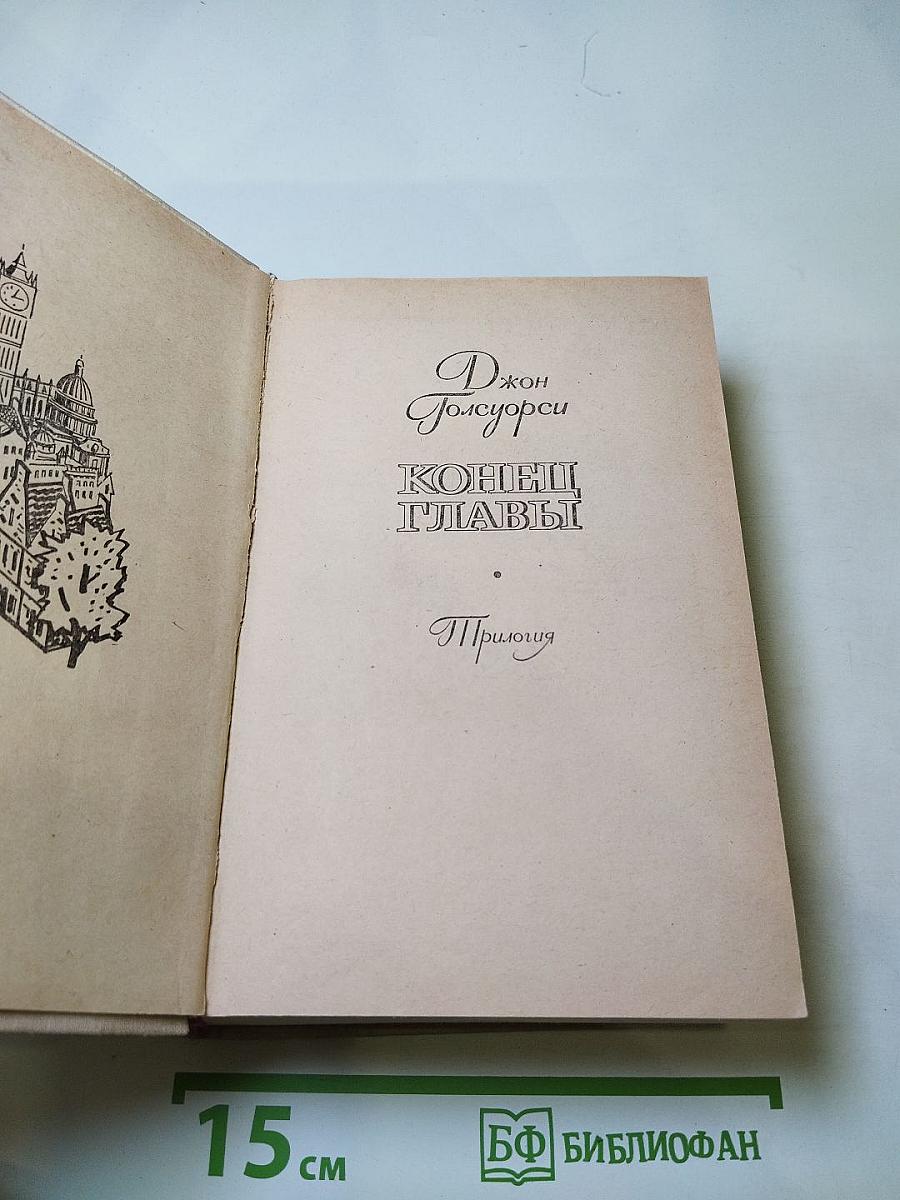 Джон
Голсуорси
КОНЕЦ
ГЛАВЫ
Трилогия
15 см
БФ БИБЛИОФАН